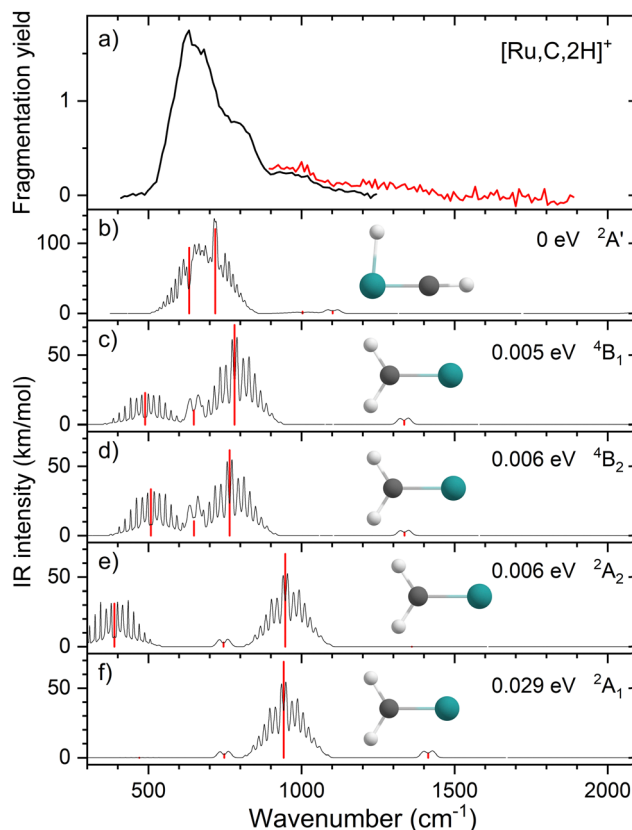 a)
[Ru,C,2H]⁺
Fragmentation yield
1
0
b)
0 eV ²A'
100
0
c)
0.005 eV ⁴B₁
50
0
d)
0.006 eV ⁴B₂
50
0
e)
0.006 eV ²A₂
50
0
f)
0.029 eV ²A₁
50
0
IR intensity (km/mol)
500 1000 1500 2000
Wavenumber (cm⁻¹)